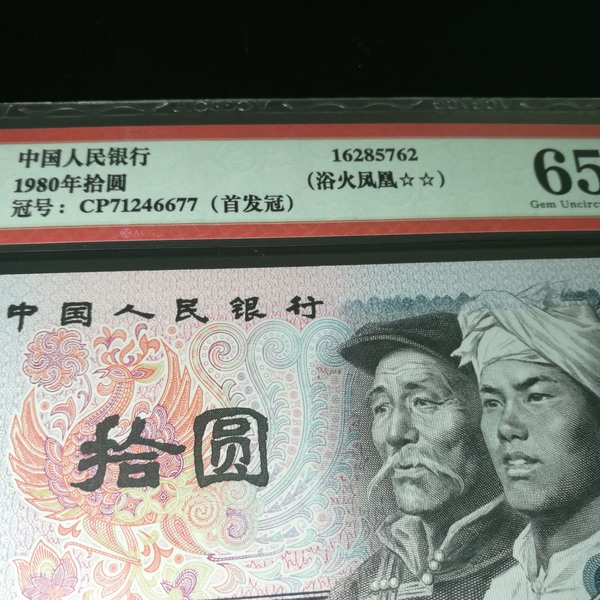 中国人民银行
16285762
65
1980年拾圆
(浴火凤凰☆☆)
Gem Uncirc
冠号：CP71246677（首发冠）
中国人民银行
拾圆